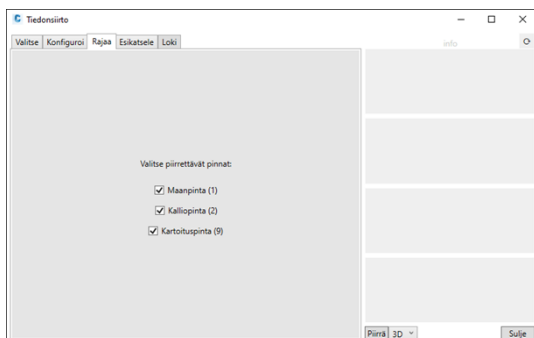 Tiedonsiirto
Valitse Konfiguroi Rajaa Esikatsele Loki
info
Valitse piirrettävät pinnat:
Maanpinta (1)
Kalliopinta (2)
Kartoituspinta (9)
Piirrä 3D Sulje